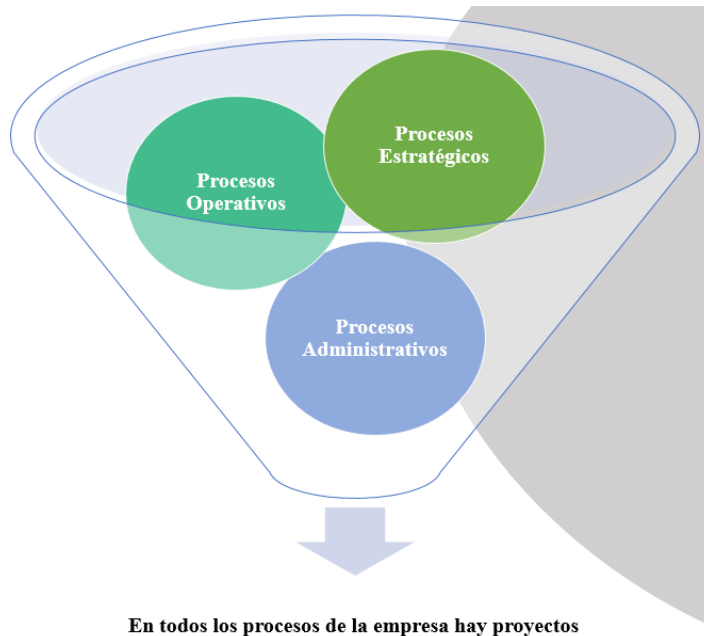 Procesos
Estratégicos
Procesos
Operativos
Procesos
Administrativos
En todos los procesos de la empresa hay proyectos